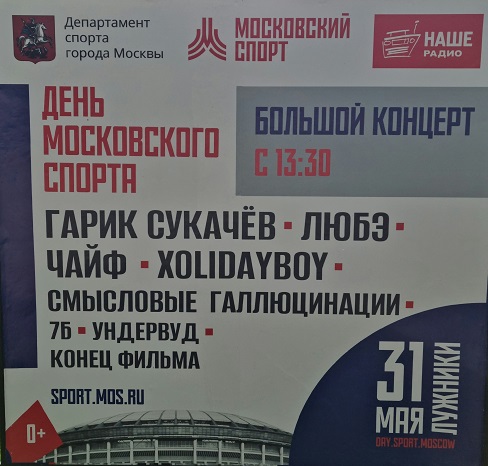 Департамент
спорта
города Москвы
МОСКОВСКИЙ
СПОРТ
НАШЕ
РАДИО
ДЕНЬ
МОСКОВСКОГО
СПОРТА
БОЛЬШОЙ КОНЦЕРТ
С 13:30
ГАРИК СУКАЧЁВ · ЛЮБЭ ·
ЧАЙФ · XOLIDAYBOY ·
СМЫСЛОВЫЕ ГАЛЛЮЦИНАЦИИ ·
7Б · УНДЕРВУД ·
КОНЕЦ ФИЛЬМА
SPORT.MOS.RU
0+
31
МАЯ
ЛУЖНИКИ
DAY.SPORT.MOSCOW